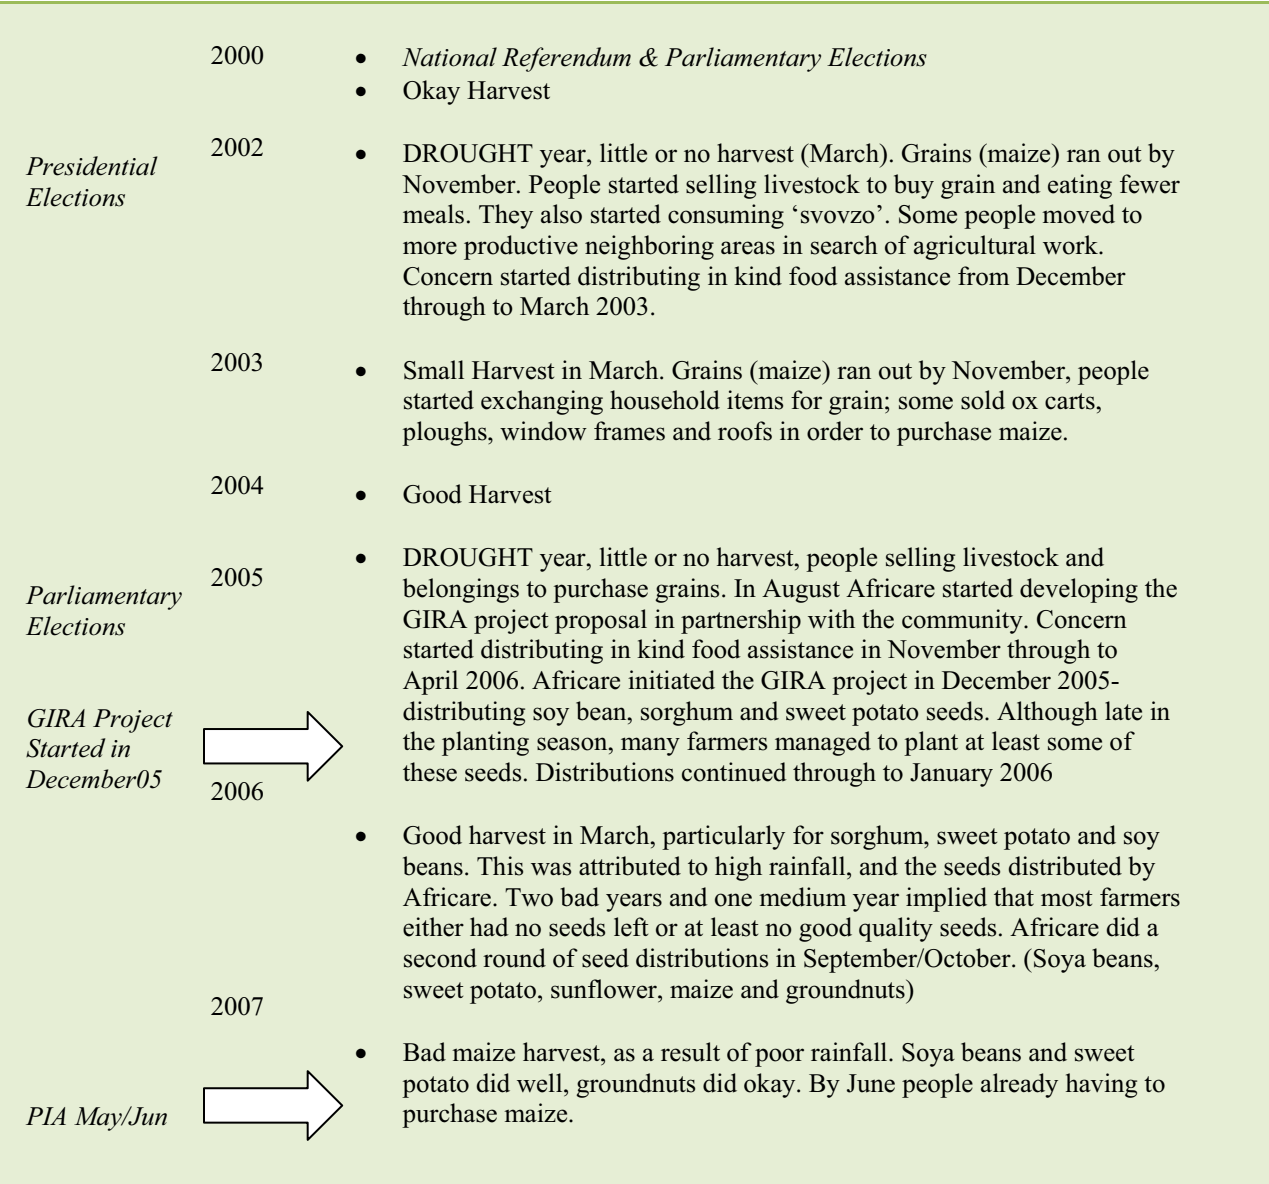 2000
• National Referendum & Parliamentary Elections
• Okay Harvest
Presidential
Elections
2002
• DROUGHT year, little or no harvest (March). Grains (maize) ran out by
November. People started selling livestock to buy grain and eating fewer
meals. They also started consuming ‘svovzo’. Some people moved to
more productive neighboring areas in search of agricultural work.
Concern started distributing in kind food assistance from December
through to March 2003.
2003
• Small Harvest in March. Grains (maize) ran out by November, people
started exchanging household items for grain; some sold ox carts,
ploughs, window frames and roofs in order to purchase maize.
2004
• Good Harvest
Parliamentary
Elections
2005
• DROUGHT year, little or no harvest, people selling livestock and
belongings to purchase grains. In August Africare started developing the
GIRA project proposal in partnership with the community. Concern
started distributing in kind food assistance in November through to
April 2006. Africare initiated the GIRA project in December 2005-
distributing soy bean, sorghum and sweet potato seeds. Although late in
the planting season, many farmers managed to plant at least some of
these seeds. Distributions continued through to January 2006
GIRA Project
Started in
December05
2006
• Good harvest in March, particularly for sorghum, sweet potato and soy
beans. This was attributed to high rainfall, and the seeds distributed by
Africare. Two bad years and one medium year implied that most farmers
either had no seeds left or at least no good quality seeds. Africare did a
second round of seed distributions in September/October. (Soya beans,
sweet potato, sunflower, maize and groundnuts)
2007
• Bad maize harvest, as a result of poor rainfall. Soya beans and sweet
potato did well, groundnuts did okay. By June people already having to
purchase maize.
PIA May/Jun